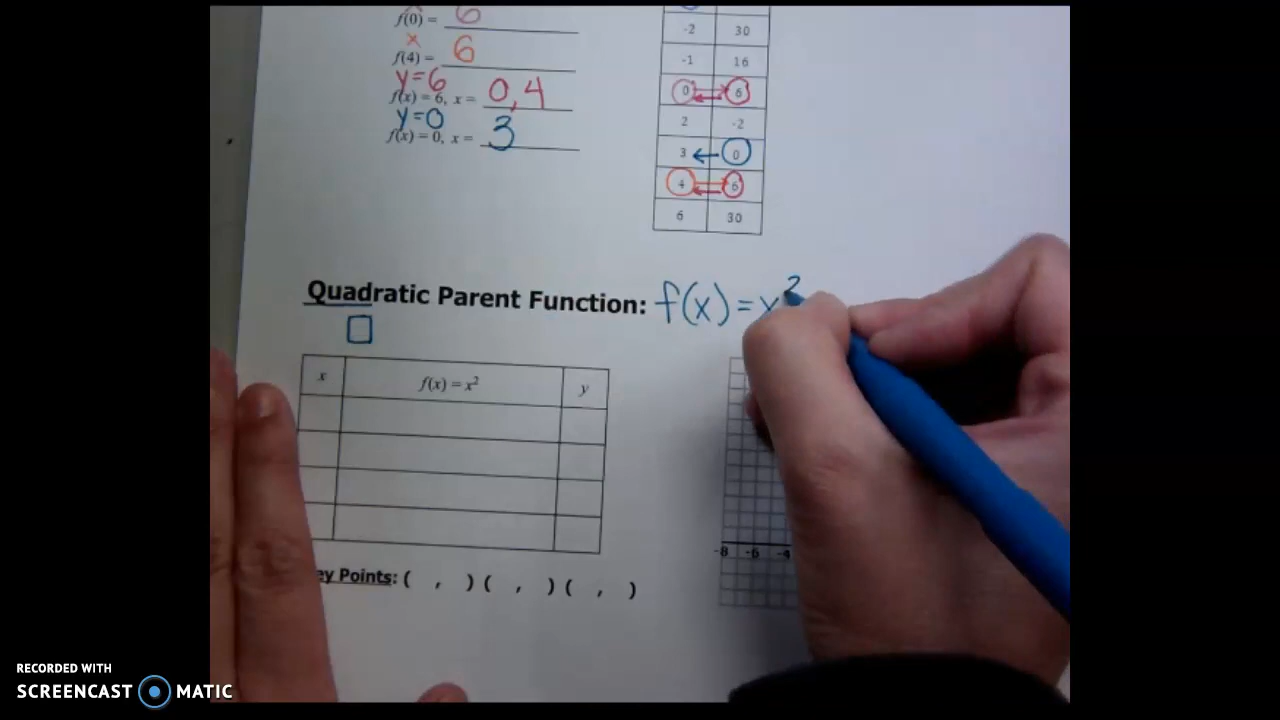 f(0) = 6
-2 30
x
f(4) = 6
-1 16
y=6
f(x) = 6, x = 0,4
0 6
y=0
f(x) = 0, x = 3
2 -2
3 0
4 6
6 30
Quadratic Parent Function: f(x)=x2
x f(x) = x2 y
-8 -6 -4
ey Points: ( , ) ( , ) ( , )
RECORDED WITH
SCREENCAST MATIC